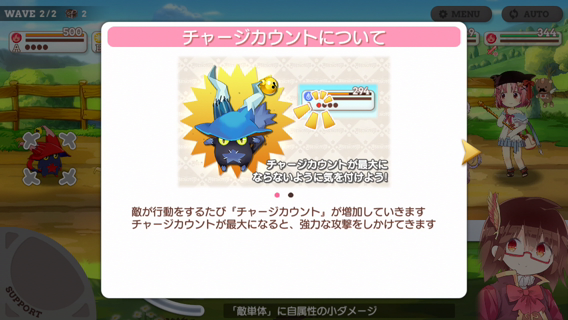 WAVE 2/2 2
MENU
AUTO
500
チャージカウントについて
294
チャージカウントが最大に
ならないように気を付けよう!
敵が行動をするたび「チャージカウント」が増加していきます
チャージカウントが最大になると、強力な攻撃をしかけてきます
SUPPORT
「敵単体」に自属性の小ダメージ